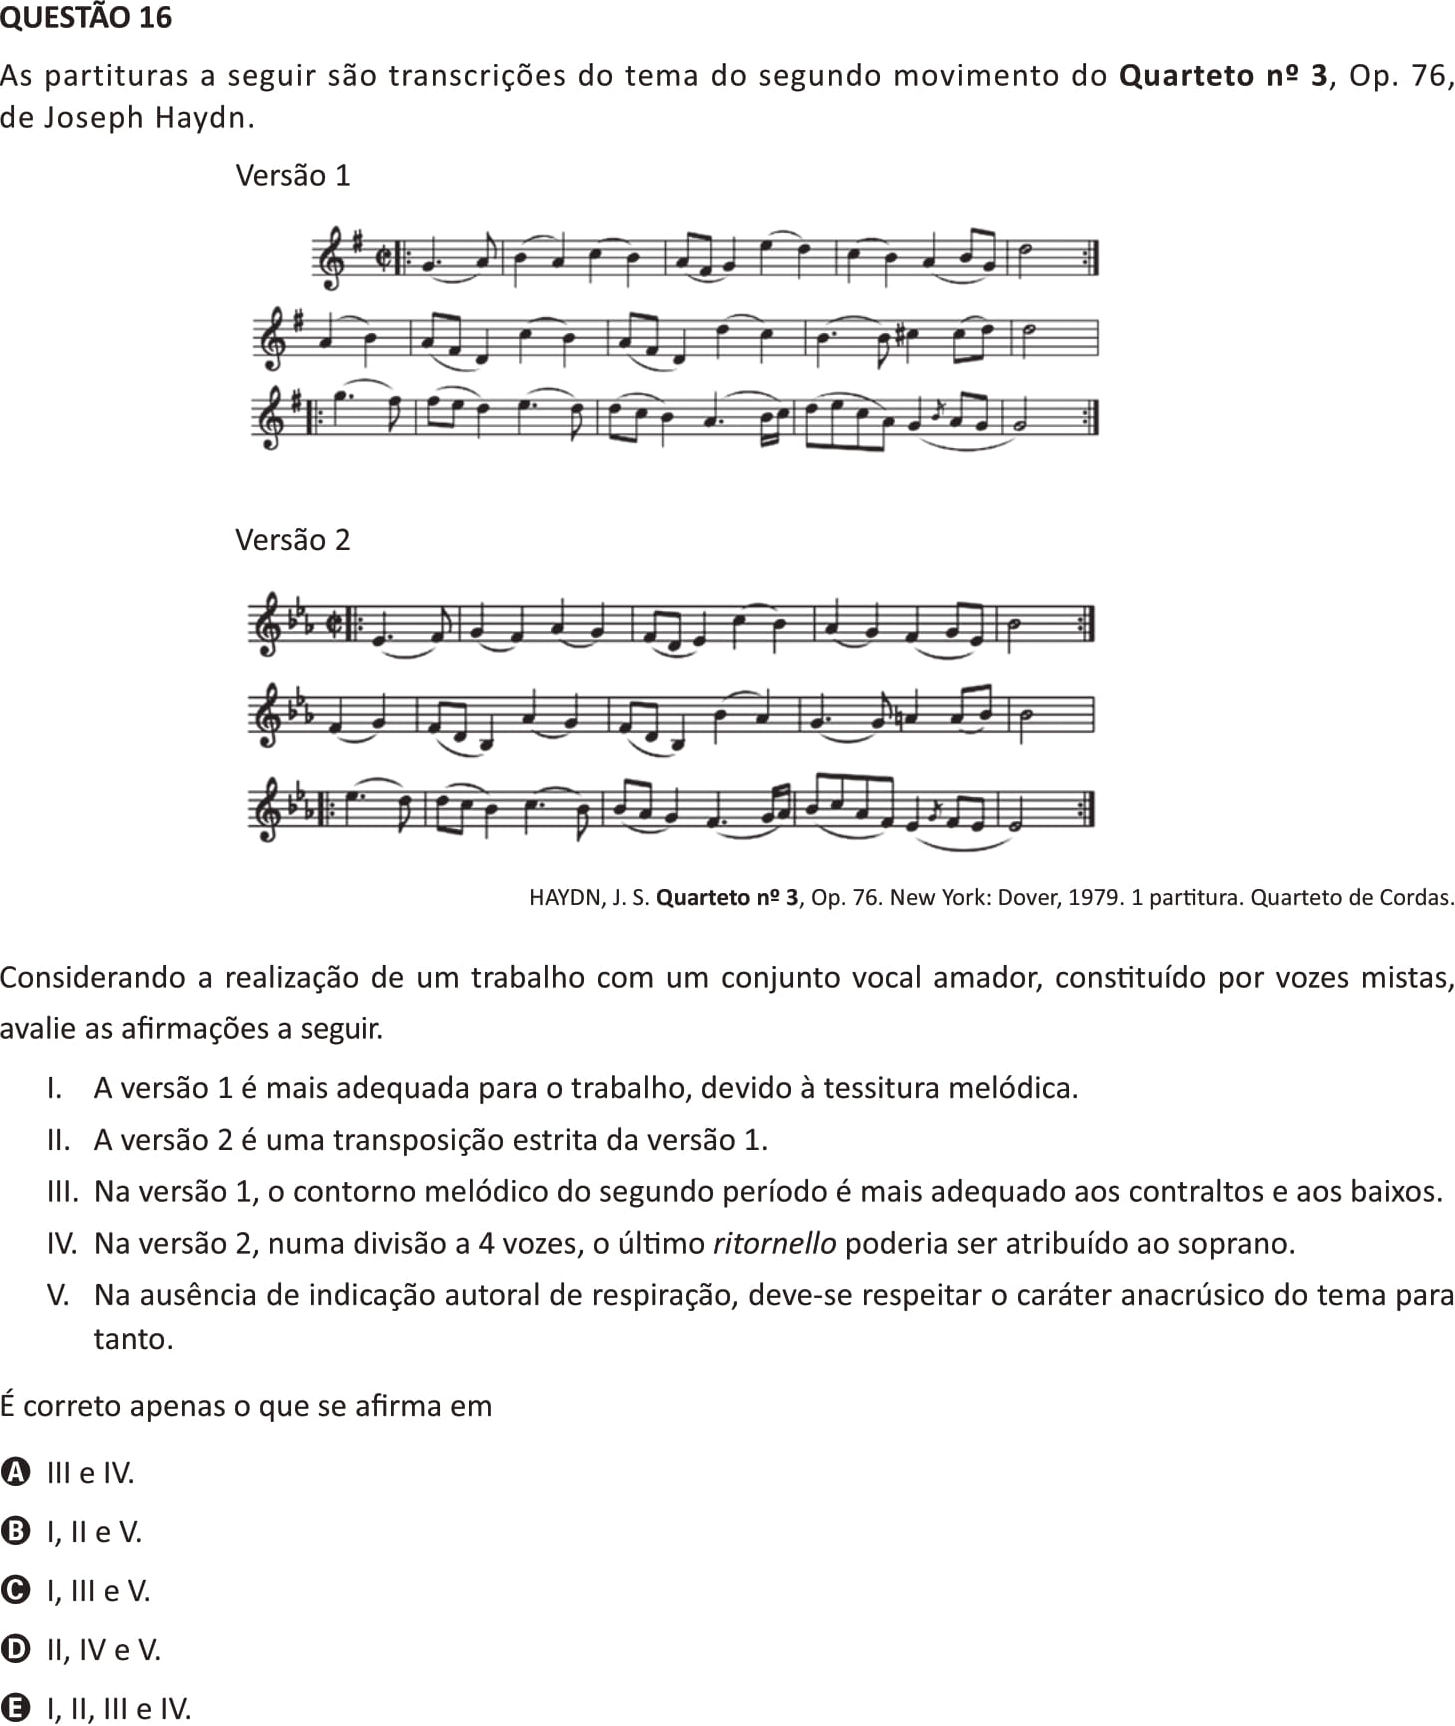 QUESTÃO 16
As partituras a seguir são transcrições do tema do segundo movimento do Quarteto nº 3, Op. 76,
de Joseph Haydn.
Versão 1
Versão 2
HAYDN, J. S. Quarteto nº 3, Op. 76. New York: Dover, 1979. 1 partitura. Quarteto de Cordas.
Considerando a realização de um trabalho com um conjunto vocal amador, constituído por vozes mistas,
avalie as afirmações a seguir.
I. A versão 1 é mais adequada para o trabalho, devido à tessitura melódica.
II. A versão 2 é uma transposição estrita da versão 1.
III. Na versão 1, o contorno melódico do segundo período é mais adequado aos contraltos e aos baixos.
IV. Na versão 2, numa divisão a 4 vozes, o último ritornello poderia ser atribuído ao soprano.
V. Na ausência de indicação autoral de respiração, deve-se respeitar o caráter anacrúsico do tema para
tanto.
É correto apenas o que se afirma em
A III e IV.
B I, II e V.
C I, III e V.
D II, IV e V.
E I, II, III e IV.